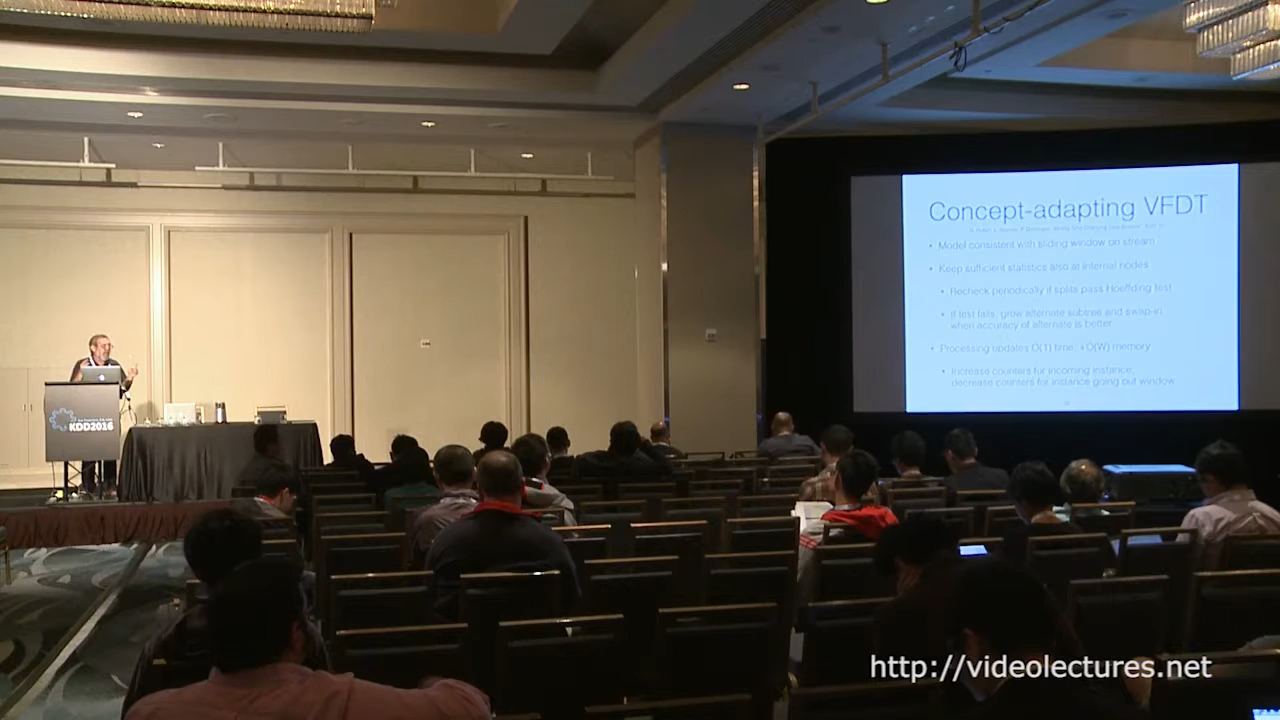 Concept-adapting VFDT
• Model consistent with sliding window on stream
• Keep sufficient statistics also at internal nodes
• Recheck periodically if splits pass Hoeffding test
• If test fails, grow alternate subtree and swap-in
when accuracy of alternate is better
• Processing updates O(1) time, +O(W) memory
• Increase counters for incoming instance,
decrease counters for instance going out window
KDD2016
http://videolectures.net